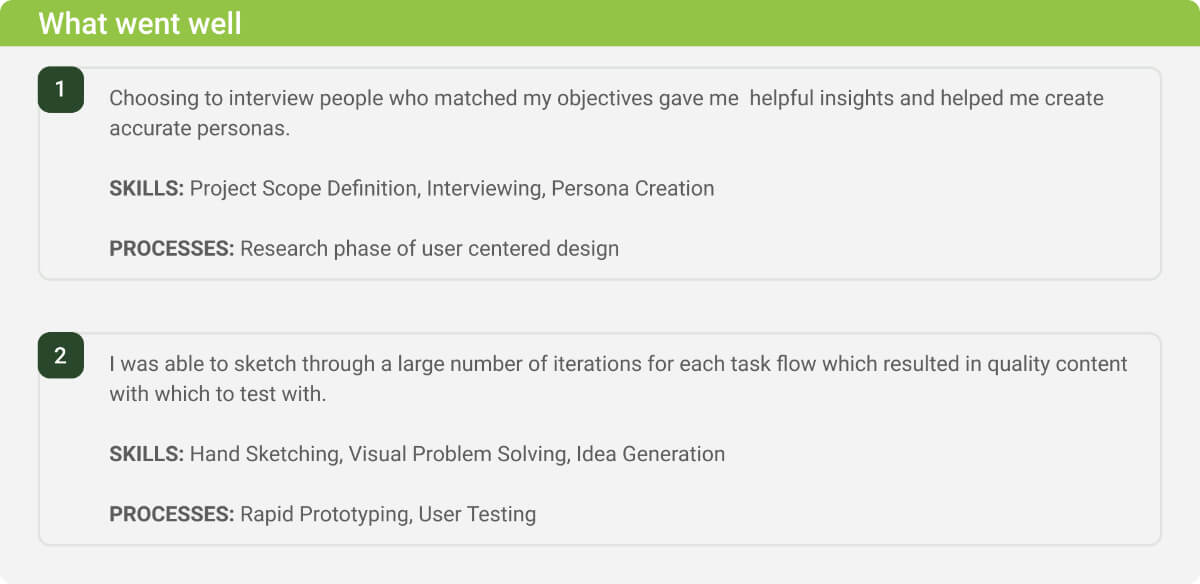 What went well
1
Choosing to interview people who matched my objectives gave me  helpful insights and helped me create
accurate personas.
SKILLS: Project Scope Definition, Interviewing, Persona Creation
PROCESSES: Research phase of user centered design
2
I was able to sketch through a large number of iterations for each task flow which resulted in quality content
with which to test with.
SKILLS: Hand Sketching, Visual Problem Solving, Idea Generation
PROCESSES: Rapid Prototyping, User Testing